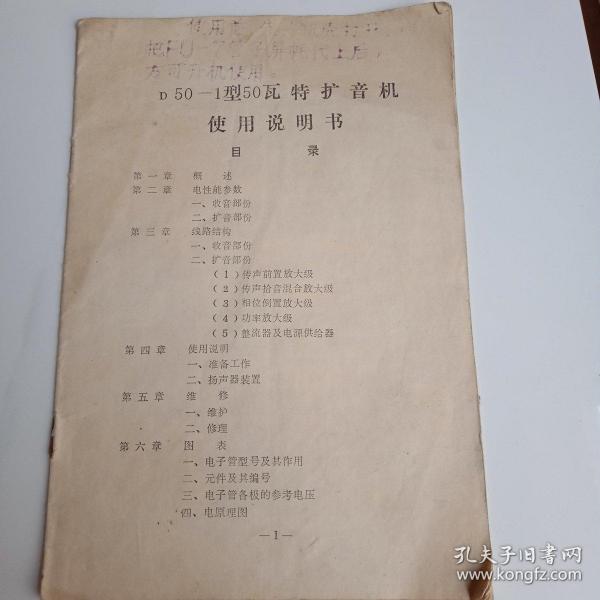 使用
把FU-7 上后，
方可开机使用。
D 50－1型50瓦特扩音机
使用说明书
目 录
第一章 概 述
第二章 电性能参数
一、收音部份
二、扩音部份
第三章 线路结构
一、收音部份
二、扩音部份
（1）传声前置放大级
（2）传声拾音混合放大级
（3）相位倒置放大级
（4）功率放大级
（5）整流器及电源供给器
第四章 使用说明
一、准备工作
二、扬声器装置
第五章 维 修
一、维护
二、修理
第六章 图 表
一、电子管型号及其作用
二、元件及其编号
三、电子管各极的参考电压
四、电原理图
—1—
孔夫子旧书网
www.kongfz.com